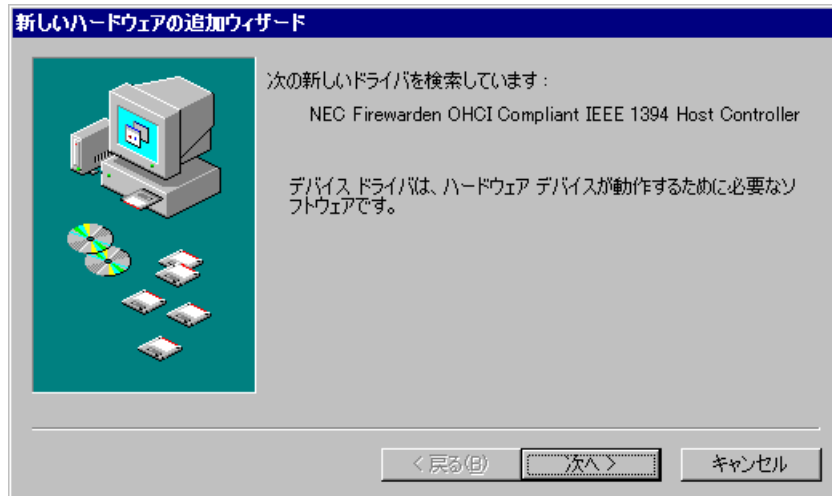 新しいハードウェアの追加ウィザード
次の新しいドライバを検索しています：
NEC Firewarden OHCI Compliant IEEE 1394 Host Controller
デバイス ドライバは、ハードウェア デバイスが動作するために必要なソ
フトウェアです。
< 戻る(B)
次へ >
キャンセル